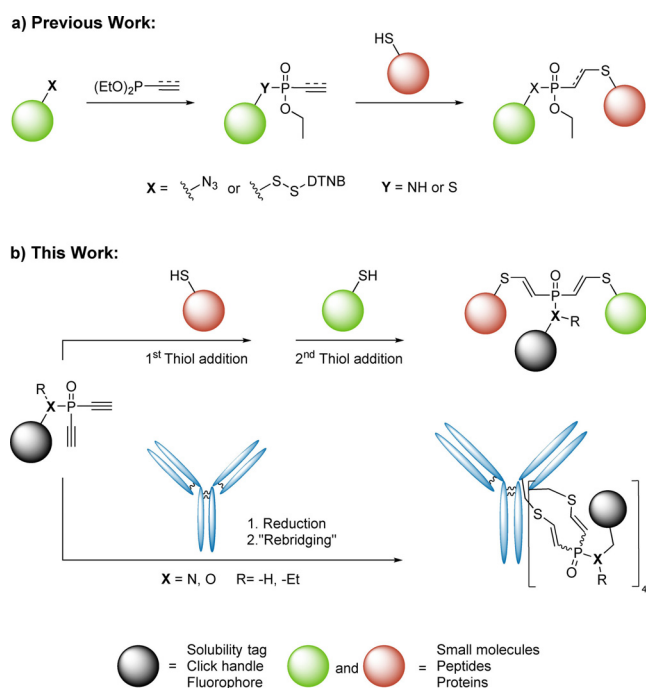 a) Previous Work:
X
(EtO)₂P
O
Y P
O
HS
O
X P
O
S
X = N₃ or S S DTNB Y = NH or S
b) This Work:
HS
1st Thiol addition
SH
2nd Thiol addition
S O S
P
X R
R O
X P
1. Reduction
2."Rebridging"
X = N, O R= -H, -Et
S
S
P
O X
R
4
= Solubility tag
Click handle
Fluorophore
and = Small molecules
Peptides
Proteins